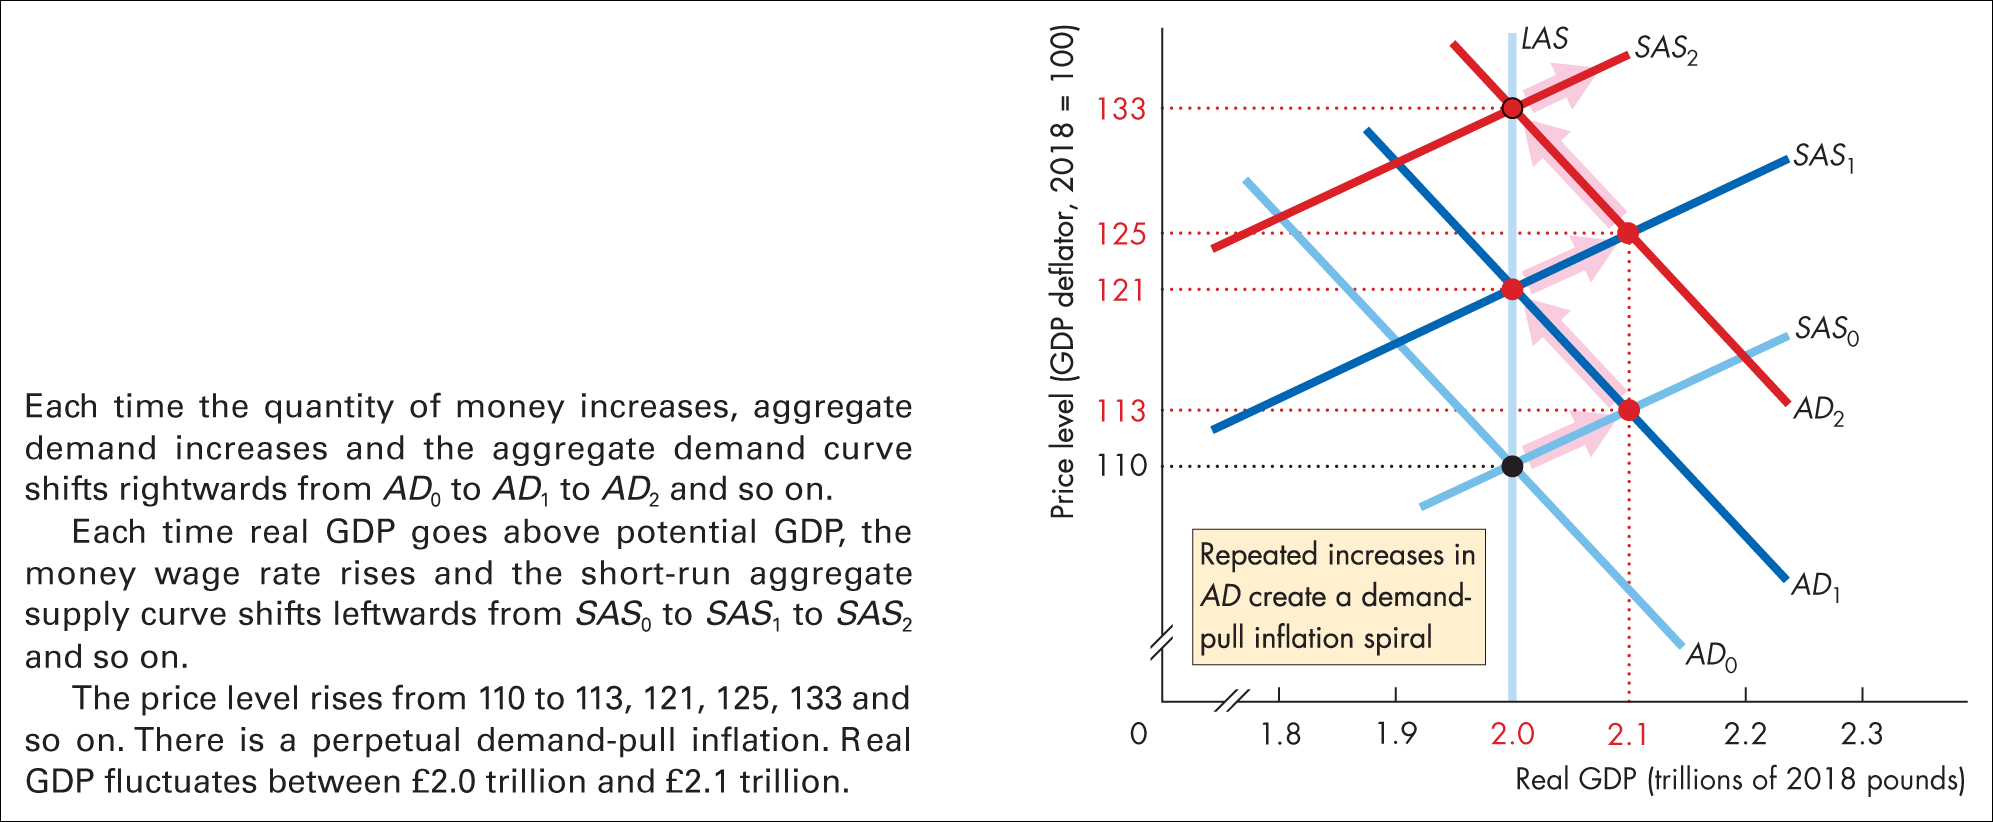 Each time the quantity of money increases, aggregate
demand increases and the aggregate demand curve
shifts rightwards from AD₀ to AD₁ to AD₂ and so on.
Each time real GDP goes above potential GDP, the
money wage rate rises and the short-run aggregate
supply curve shifts leftwards from SAS₀ to SAS₁ to SAS₂
and so on.
The price level rises from 110 to 113, 121, 125, 133 and
so on. There is a perpetual demand-pull inflation. Real
GDP fluctuates between £2.0 trillion and £2.1 trillion.
Price level (GDP deflator, 2018 = 100)
133
125
121
113
110
LAS
SAS₂
SAS₁
SAS₀
AD₂
AD₁
AD₀
Repeated increases in
AD create a demand-
pull inflation spiral
0
1.8
1.9
2.0
2.1
2.2
2.3
Real GDP (trillions of 2018 pounds)